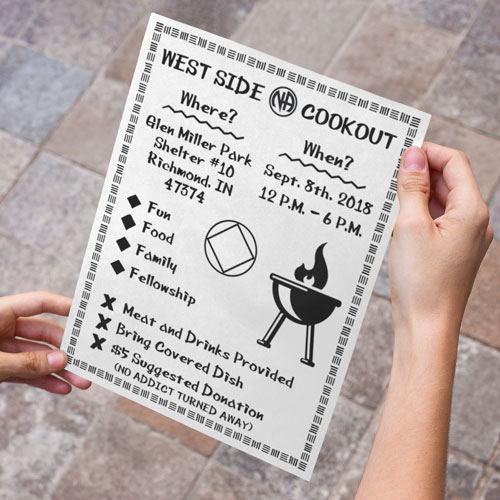 WEST SIDE NA COOKOUT
Where?
Glen Miller Park
Shelter #10
Richmond, IN
47374
When?
Sept. 8th, 2018
12 P.M. - 6 P.M.
Fun
Food
Family
Fellowship
Meat and Drinks Provided
Bring Covered Dish
$5 Suggested Donation
(NO ADDICT TURNED AWAY)